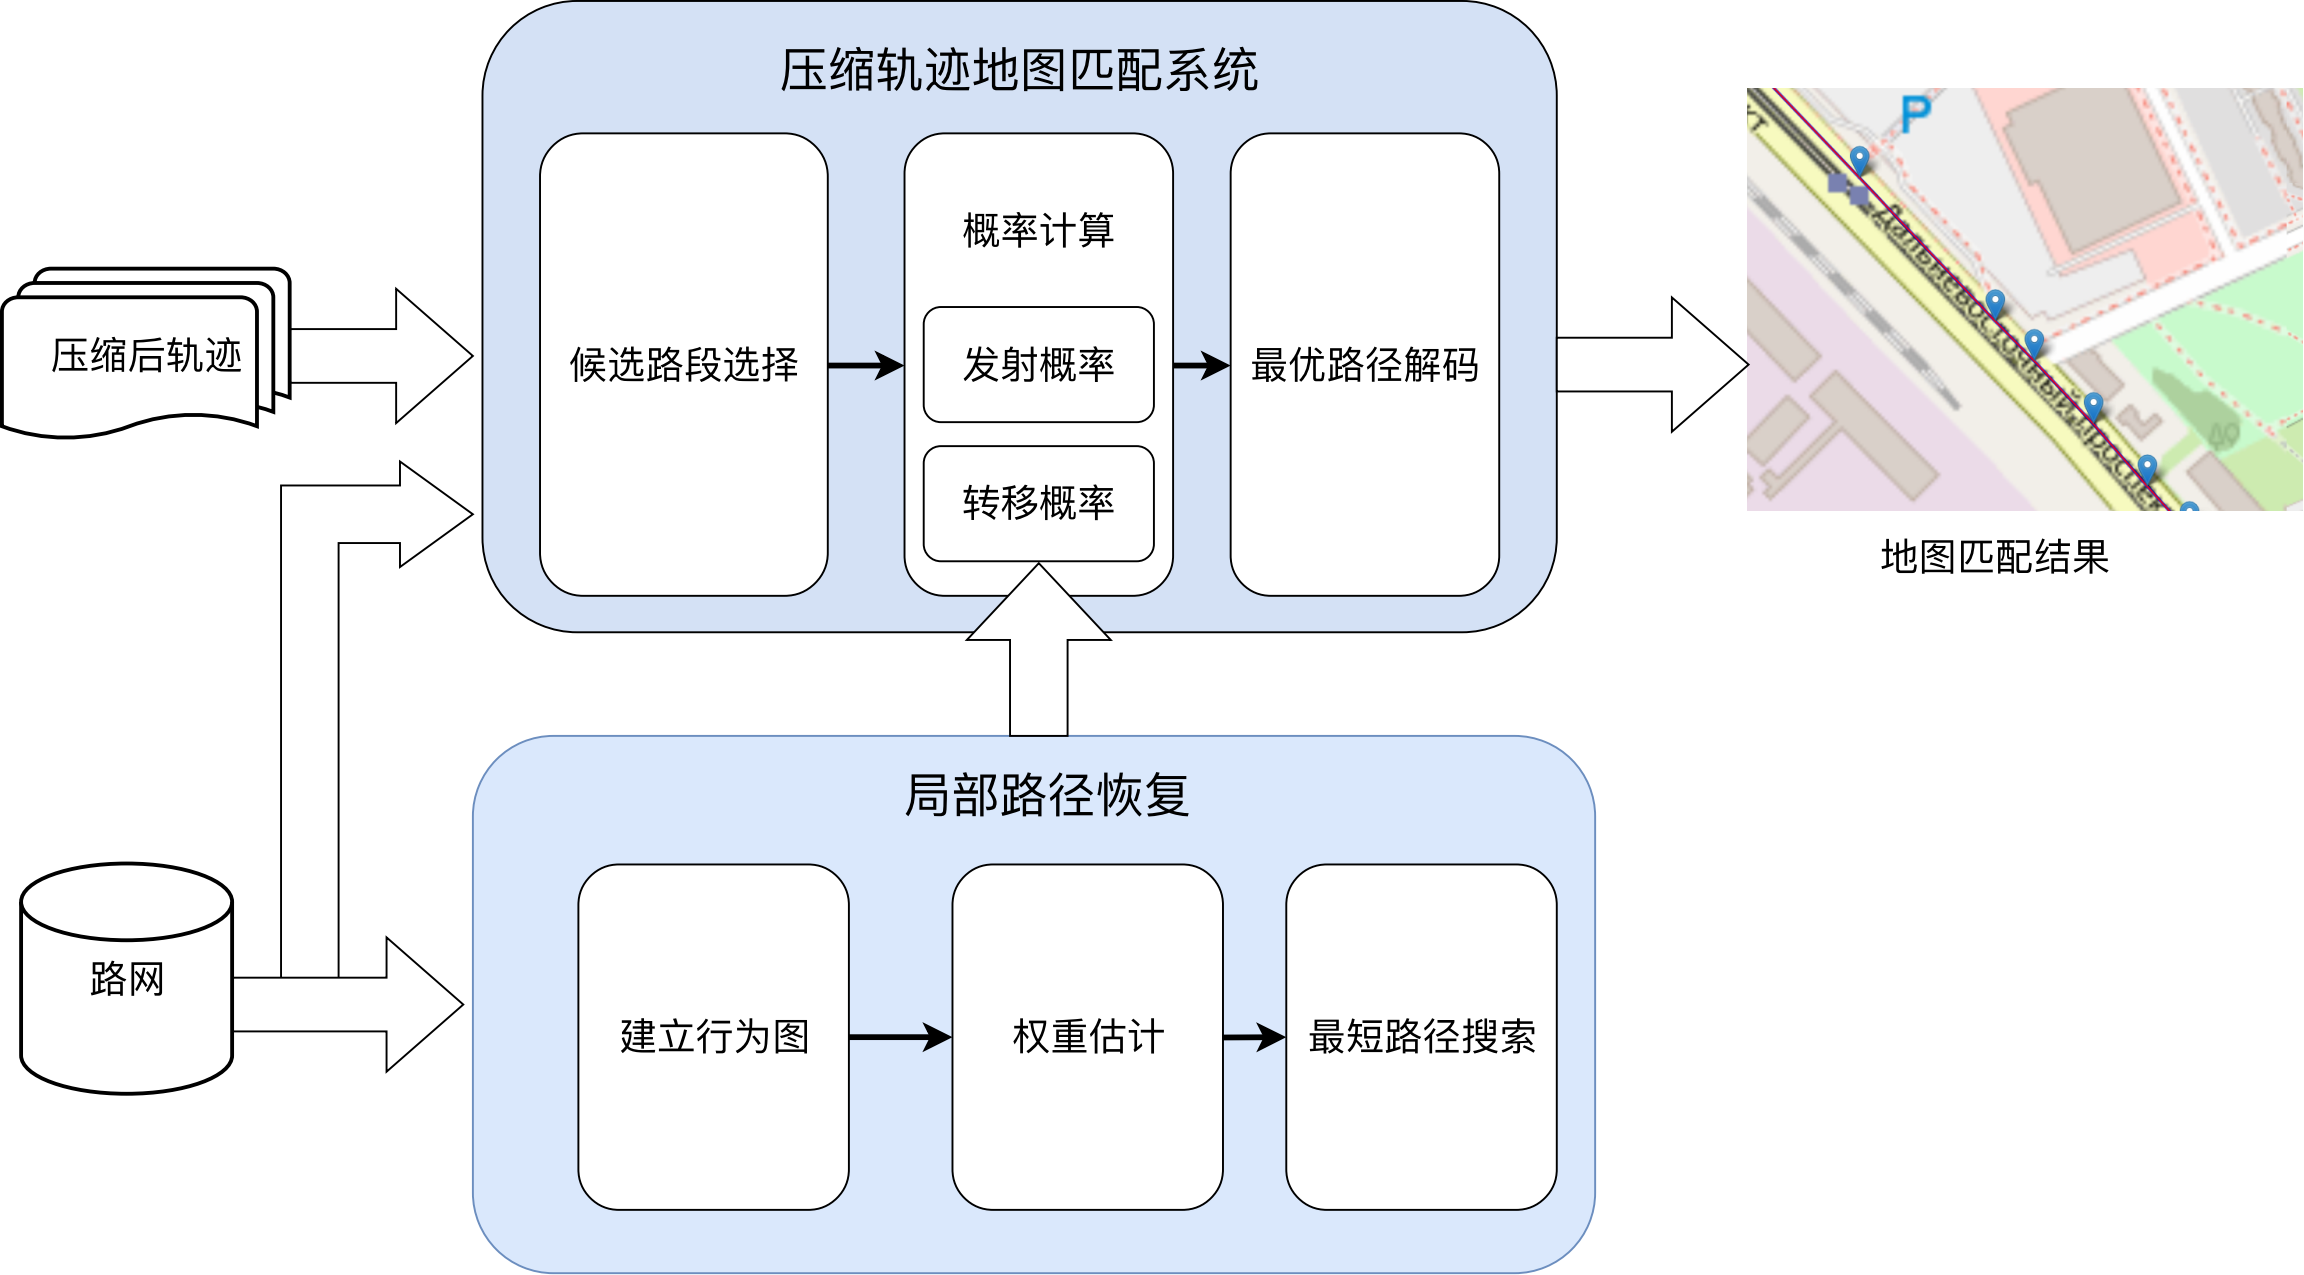 压缩轨迹地图匹配系统
压缩后轨迹
候选路段选择
概率计算
发射概率
转移概率
最优路径解码
P
地图匹配结果
局部路径恢复
路网
建立行为图
权重估计
最短路径搜索